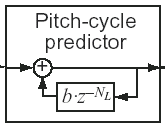 Pitch-cycle
predictor
+
b·z^{–N_L}